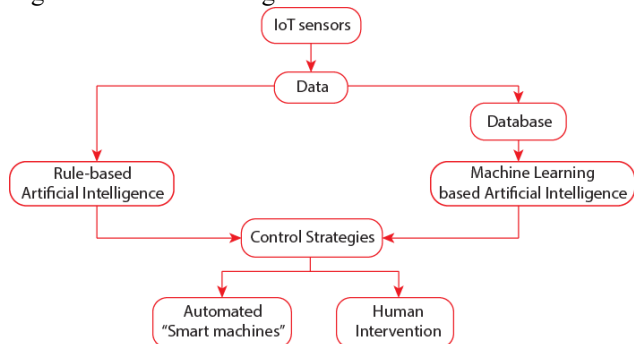 IoT sensors
Data
Database
Rule-based
Artificial Intelligence
Machine Learning
based Artificial Intelligence
Control Strategies
Automated
“Smart machines”
Human
Intervention